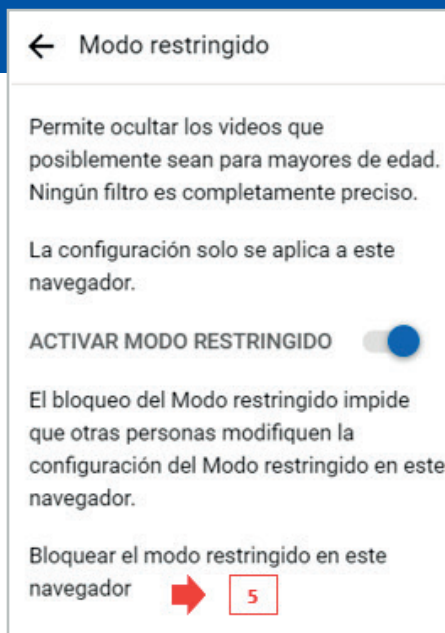 Modo restringido
Permite ocultar los videos que
posiblemente sean para mayores de edad.
Ningún filtro es completamente preciso.
La configuración solo se aplica a este
navegador.
ACTIVAR MODO RESTRINGIDO
El bloqueo del Modo restringido impide
que otras personas modifiquen la
configuración del Modo restringido en este
navegador.
Bloquear el modo restringido en este
navegador 5